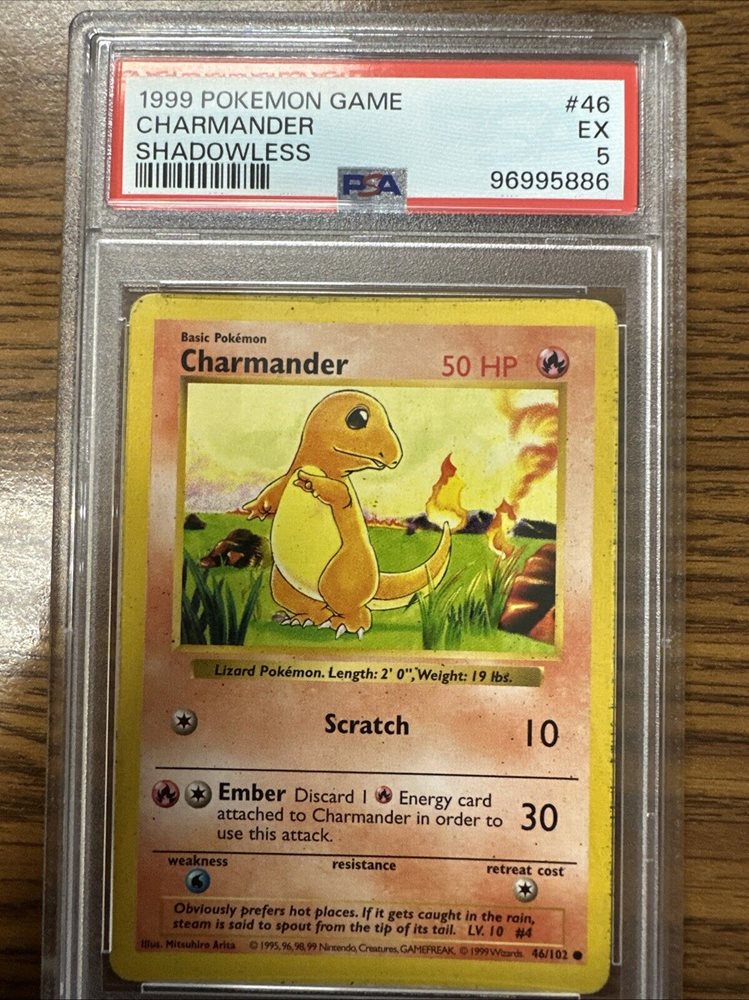 1999 POKEMON GAME #46
CHARMANDER EX
SHADOWLESS 5
PSA 96995886
Basic Pokémon
Charmander 50 HP
Lizard Pokémon. Length: 2' 0", Weight: 19 lbs.
Scratch 10
Ember Discard 1 Energy card
attached to Charmander in order to
use this attack. 30
weakness resistance retreat cost
Obviously prefers hot places. If it gets caught in the rain,
steam is said to spout from the tip of its tail. LV. 10 #4
Illus. Mitsuhiro Arita © 1995, 96, 98, 99 Nintendo, Creatures, GAMEFREAK. © 1999 Wizards. 46/102